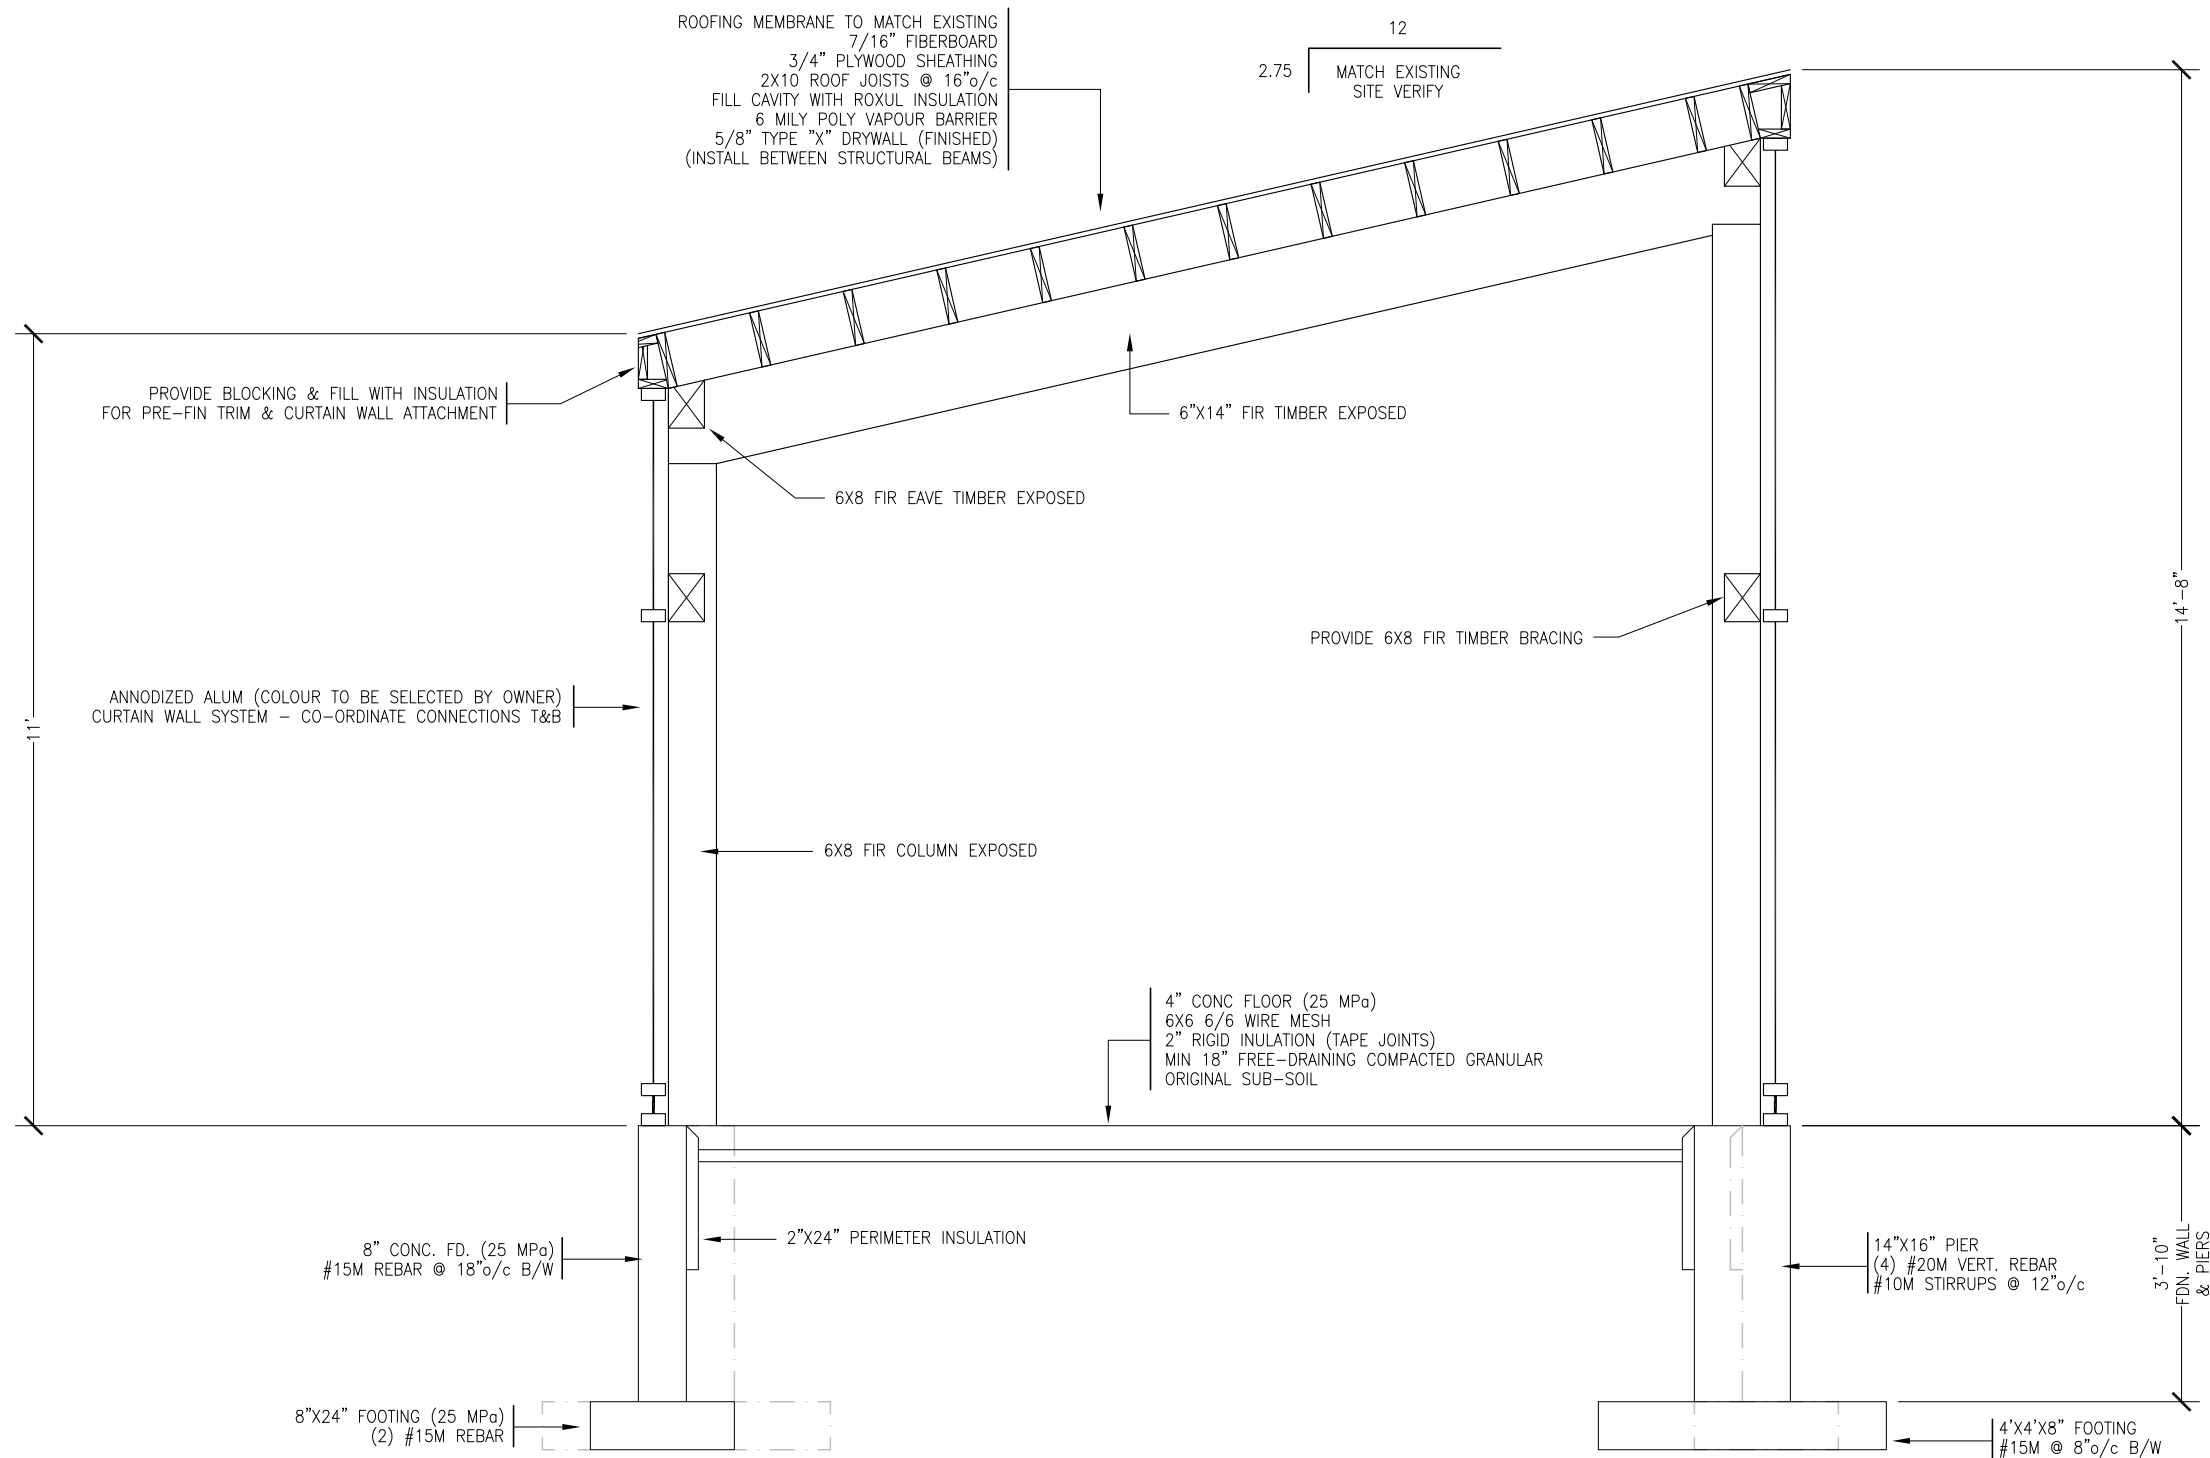 ROOFING MEMBRANE TO MATCH EXISTING
7/16" FIBERBOARD
3/4" PLYWOOD SHEATHING
2X10 ROOF JOISTS @ 16"o/c
FILL CAVITY WITH ROXUL INSULATION
6 MILY POLY VAPOUR BARRIER
5/8" TYPE "X" DRYWALL (FINISHED)
(INSTALL BETWEEN STRUCTURAL BEAMS)
12
2.75
MATCH EXISTING
SITE VERIFY
PROVIDE BLOCKING & FILL WITH INSULATION
FOR PRE-FIN TRIM & CURTAIN WALL ATTACHMENT
6"X14" FIR TIMBER EXPOSED
6X8 FIR EAVE TIMBER EXPOSED
14'-8"
PROVIDE 6X8 FIR TIMBER BRACING
ANNODIZED ALUM (COLOUR TO BE SELECTED BY OWNER)
CURTAIN WALL SYSTEM - CO-ORDINATE CONNECTIONS T&B
11'
6X8 FIR COLUMN EXPOSED
4" CONC FLOOR (25 MPa)
6X6 6/6 WIRE MESH
2" RIGID INULATION (TAPE JOINTS)
MIN 18" FREE-DRAINING COMPACTED GRANULAR
ORIGINAL SUB-SOIL
2"X24" PERIMETER INSULATION
8" CONC. FD. (25 MPa)
#15M REBAR @ 18"o/c B/W
14"X16" PIER
(4) #20M VERT. REBAR
#10M STIRRUPS @ 12"o/c
3'-10"
FDN. WALL
& PIERS
8"X24" FOOTING (25 MPa)
(2) #15M REBAR
4'X4'X8" FOOTING
#15M @ 8"o/c B/W